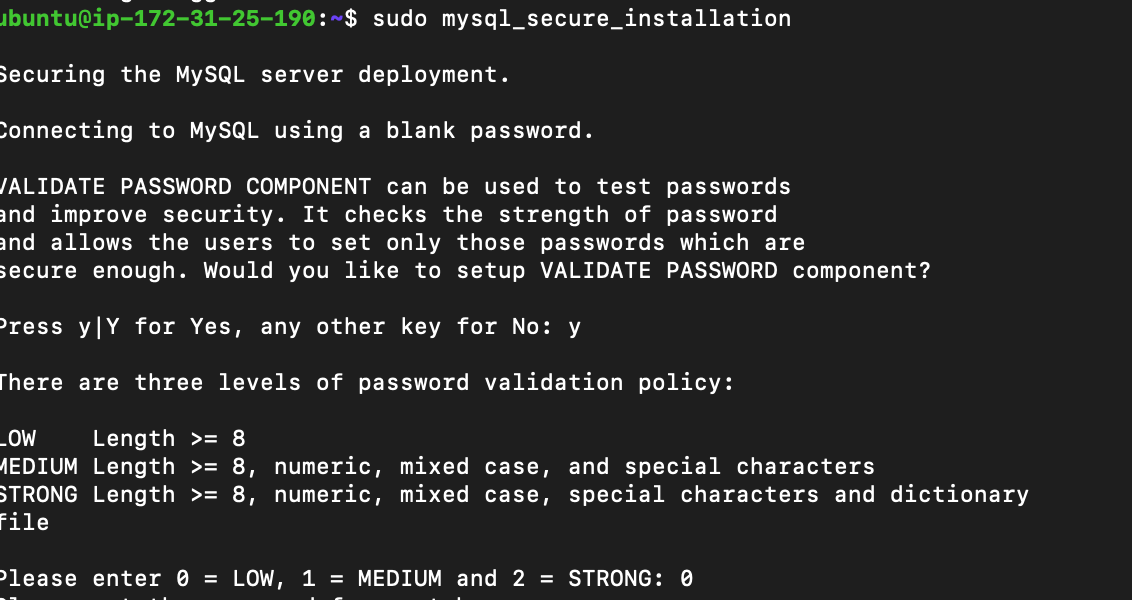 ubuntu@ip-172-31-25-190:~$ sudo mysql_secure_installation
Securing the MySQL server deployment.
Connecting to MySQL using a blank password.
VALIDATE PASSWORD COMPONENT can be used to test passwords
and improve security. It checks the strength of password
and allows the users to set only those passwords which are
secure enough. Would you like to setup VALIDATE PASSWORD component?
Press y|Y for Yes, any other key for No: y
There are three levels of password validation policy:
LOW    Length >= 8
MEDIUM Length >= 8, numeric, mixed case, and special characters
STRONG Length >= 8, numeric, mixed case, special characters and dictionary
file
Please enter 0 = LOW, 1 = MEDIUM and 2 = STRONG: 0